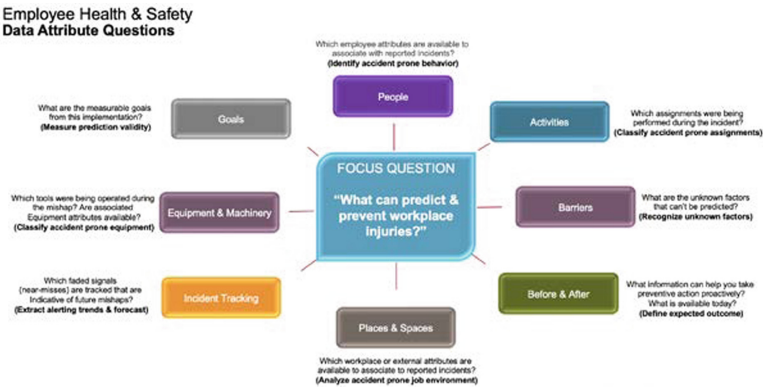 Employee Health & Safety
Data Attribute Questions
Which employee attributes are available to
associate with reported incidents?
(Identify accident prone behavior)
People
What are the measurable goals
from this implementation?
(Measure prediction validity)
Goals
Activities
Which assignments were being
performed during the incident?
(Classify accident prone assignments)
FOCUS QUESTION
“What can predict &
prevent workplace
injuries?”
Which tools were being operated during
the mishap? Are associated
Equipment attributes available?
(Classify accident prone equipment)
Equipment & Machinery
Barriers
What are the unknown factors
that can't be predicted?
(Recognize unknown factors)
Which faded signals
(near-misses) are tracked that are
Indicative of future mishaps?
(Extract alerting trends & forecast)
Incident Tracking
Before & After
What information can help you take
preventive action proactively?
What is available today?
(Define expected outcome)
Places & Spaces
Which workplace or external attributes are
available to associate to reported incidents?
(Analyze accident prone job environment)